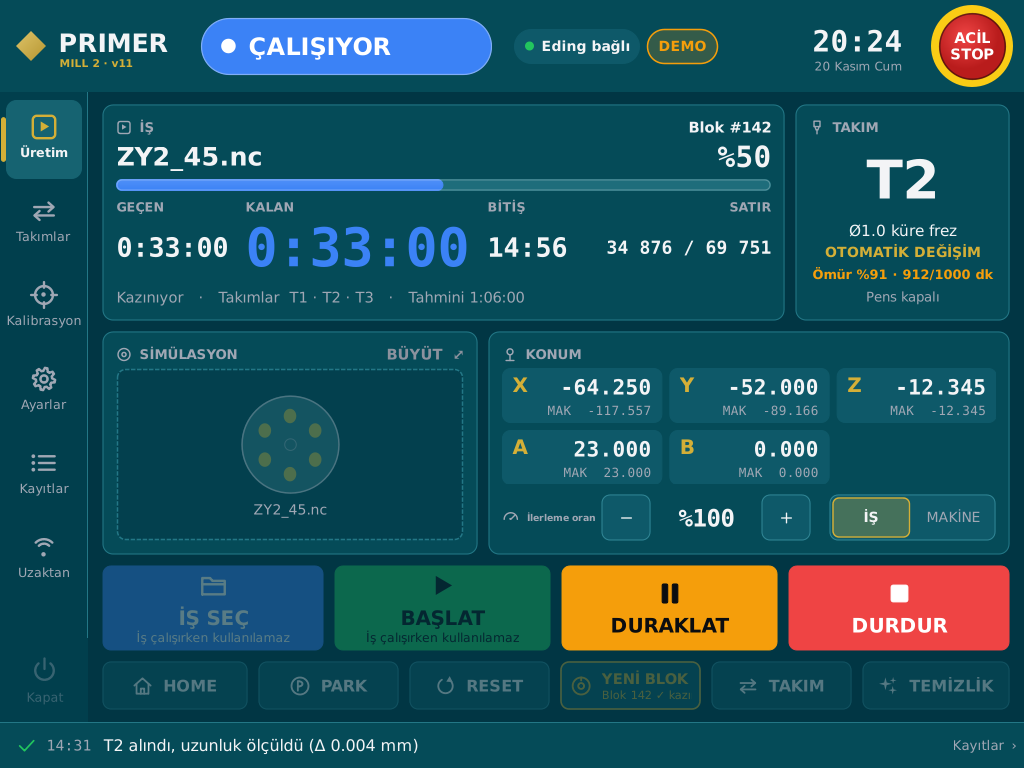 PRIMER
MILL 2 · v11
ÇALIŞIYOR
Eding bağlı
DEMO
20:24
20 Kasım Cum
ACİL
STOP
Üretim
Takımlar
Kalibrasyon
Ayarlar
Kayıtlar
Uzaktan
Kapat
İŞ
Blok #142
ZY2_45.nc
%50
GEÇEN
KALAN
BİTİŞ
SATIR
0:33:00
0:33:00
14:56
34 876 / 69 751
Kazınıyor · Takımlar T1 · T2 · T3 · Tahmini 1:06:00
TAKIM
T2
Ø1.0 küre frez
OTOMATİK DEĞİŞİM
Ömür %91 · 912/1000 dk
Pens kapalı
SİMÜLASYON
BÜYÜT
ZY2_45.nc
KONUM
X -64.250
MAK -117.557
Y -52.000
MAK -89.166
Z -12.345
MAK -12.345
A 23.000
MAK 23.000
B 0.000
MAK 0.000
İlerleme oran
−
%100
+
İŞ
MAKİNE
İŞ SEÇ
İş çalışırken kullanılamaz
BAŞLAT
İş çalışırken kullanılamaz
DURAKLAT
DURDUR
HOME
PARK
RESET
YENİ BLOK
Blok 142 ✓ kazı
TAKIM
TEMİZLİK
14:31 T2 alındı, uzunluk ölçüldü (Δ 0.004 mm)
Kayıtlar ›